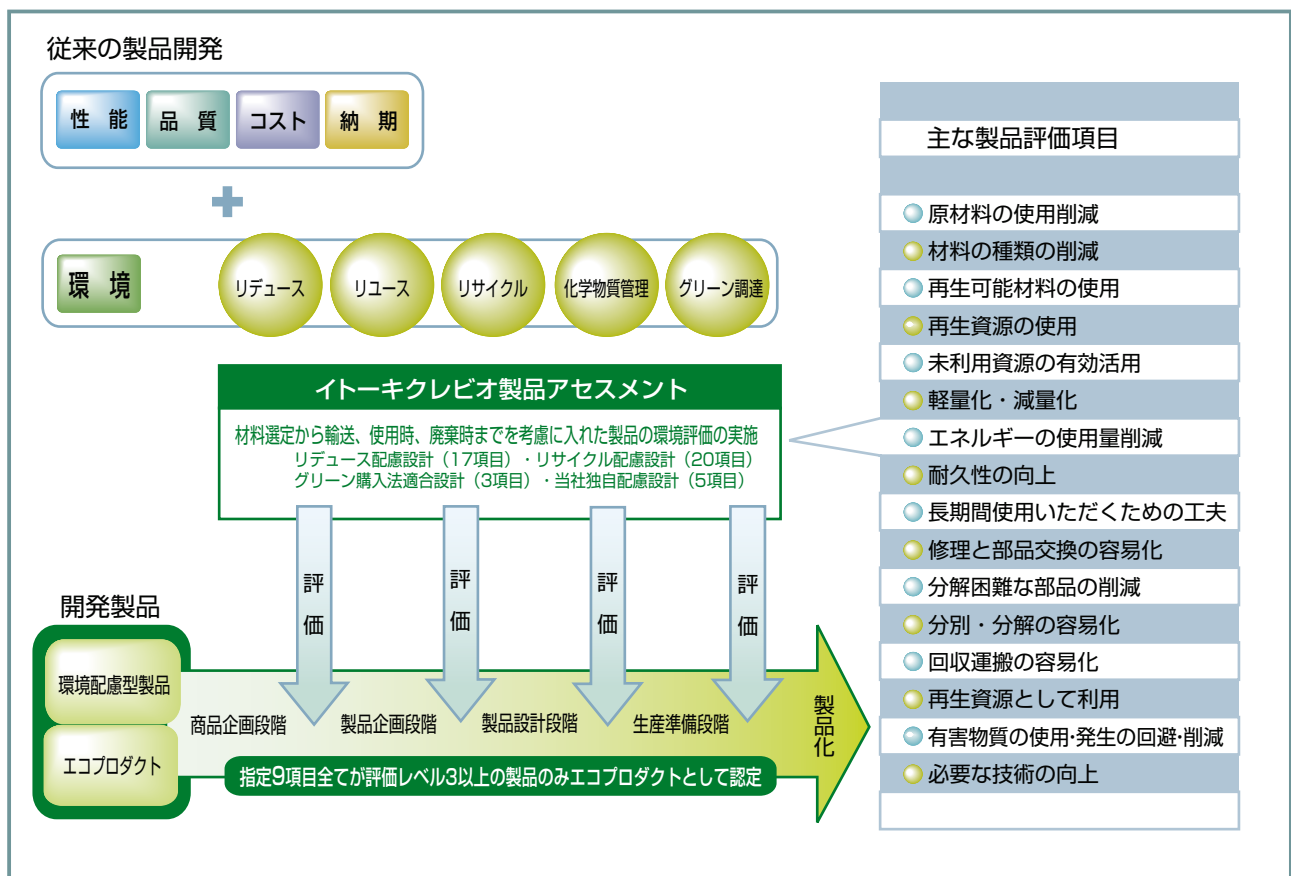 従来の製品開発
性 能
品 質
コスト
納 期
環 境
リデュース
リユース
リサイクル
化学物質管理
グリーン調達
イトーキクレビオ製品アセスメント
材料選定から輸送、使用時、廃棄時までを考慮に入れた製品の環境評価の実施
リデュース配慮設計(17項目)・リサイクル配慮設計(20項目)
グリーン購入法適合設計(3項目)・当社独自配慮設計(5項目)
評価
評価
評価
評価
開発製品
環境配慮型製品
エコプロダクト
商品企画段階
製品企画段階
製品設計段階
生産準備段階
製品化
指定9項目全てが評価レベル3以上の製品のみエコプロダクトとして認定
主な製品評価項目
原材料の使用削減
材料の種類の削減
再生可能材料の使用
再生資源の使用
未利用資源の有効活用
軽量化・減量化
エネルギーの使用量削減
耐久性の向上
長期間使用いただくための工夫
修理と部品交換の容易化
分解困難な部品の削減
分別・分解の容易化
回収運搬の容易化
再生資源として利用
有害物質の使用・発生の回避・削減
必要な技術の向上